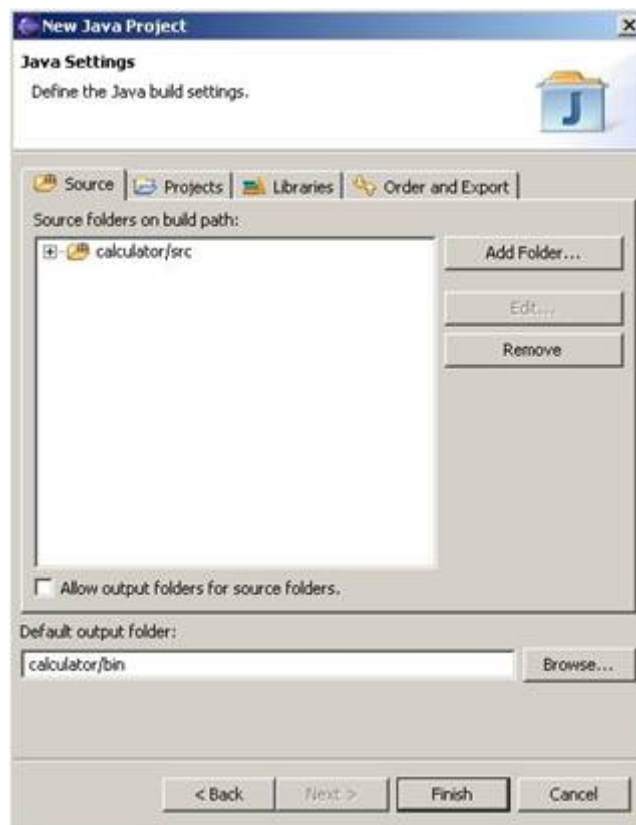 New Java Project
Java Settings
Define the Java build settings.
Source Projects Libraries Order and Export
Source folders on build path:
calculator/src
Add Folder...
Edit...
Remove
Allow output folders for source folders.
Default output folder:
calculator/bin Browse...
< Back Next > Finish Cancel